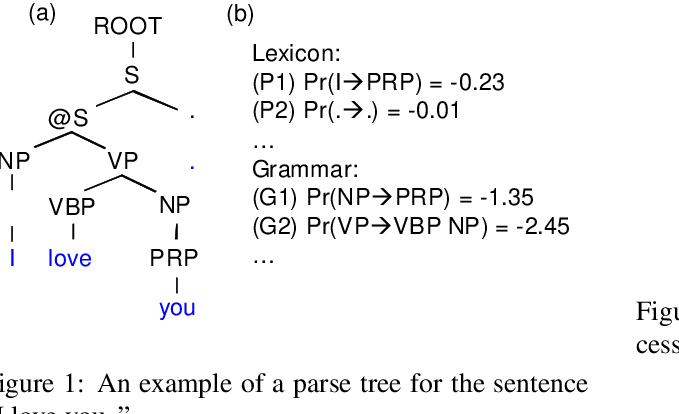 (a)
ROOT
S
@S .
NP VP .
VBP NP
I love PRP
you
(b)
Lexicon:
(P1) Pr(I→PRP) = -0.23
(P2) Pr(.→.) = -0.01
...
Grammar:
(G1) Pr(NP→PRP) = -1.35
(G2) Pr(VP→VBP NP) = -2.45
...
igure 1: An example of a parse tree for the sentence
I love you."
Figu
cess